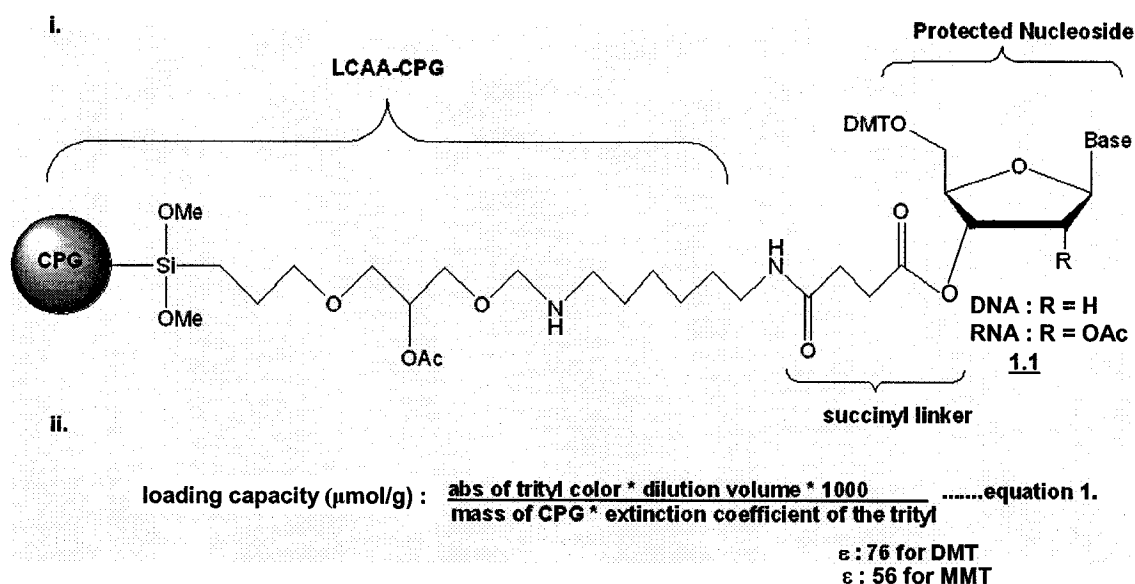 i.
Protected Nucleoside
LCAA-CPG
DMTO
Base
O
OMe
O
CPG
Si
H
N
R
O
O
N
H
O
OMe
OAc
O
DNA : R = H
RNA : R = OAc
1.1
succinyl linker
ii.
loading capacity (μmol/g) : abs of trityl color * dilution volume * 1000 .......equation 1.
mass of CPG * extinction coefficient of the trityl
ε : 76 for DMT
ε : 56 for MMT